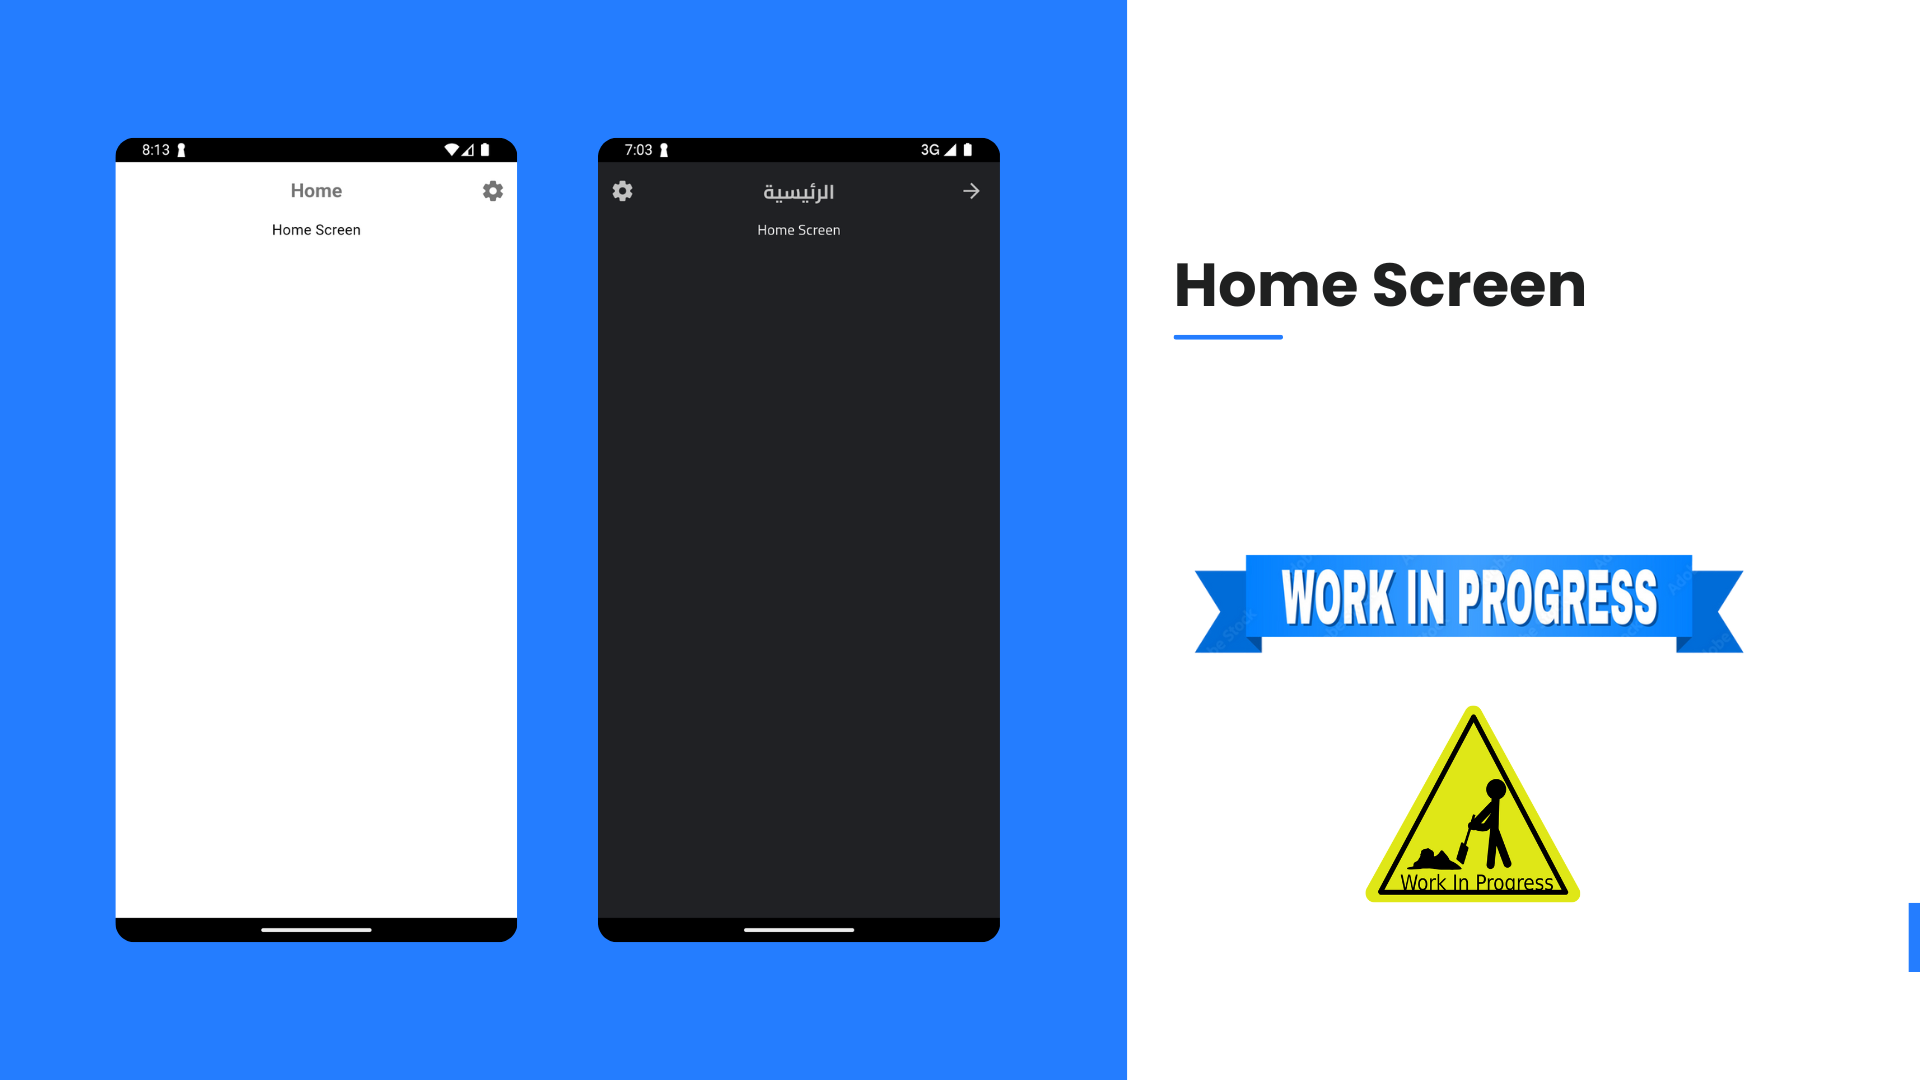 8:13
Home
Home Screen
7:03
3G
الرئيسية
Home Screen
Home Screen
WORK IN PROGRESS
Work In Progress